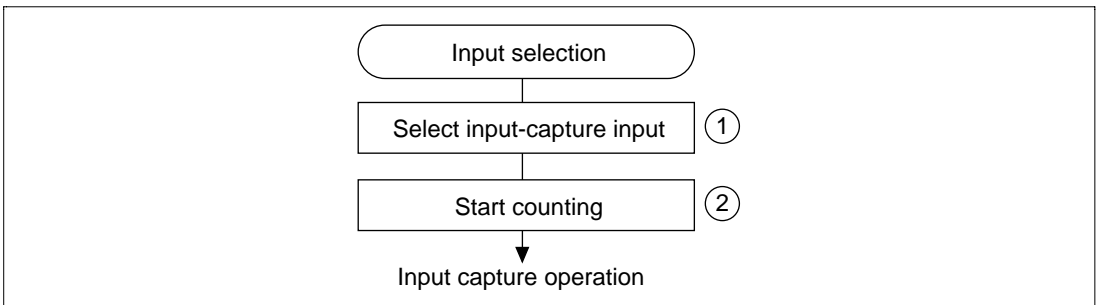 Input selection
Select input-capture input 1
Start counting 2
Input capture operation